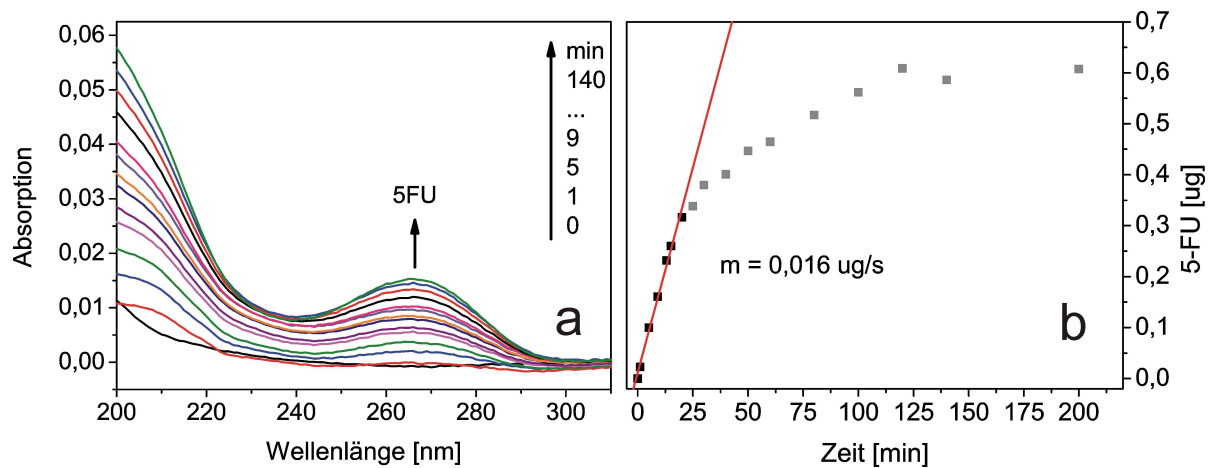 0,06
0,05
0,04
0,03
0,02
0,01
0,00
Absorption
200 220 240 260 280 300
Wellenlänge [nm]
5FU
min
140
...
9
5
1
0
a
0,7
0,6
0,5
0,4
0,3
0,2
0,1
0,0
5-FU [ug]
m = 0,016 ug/s
b
0 25 50 75 100 125 150 175 200
Zeit [min]